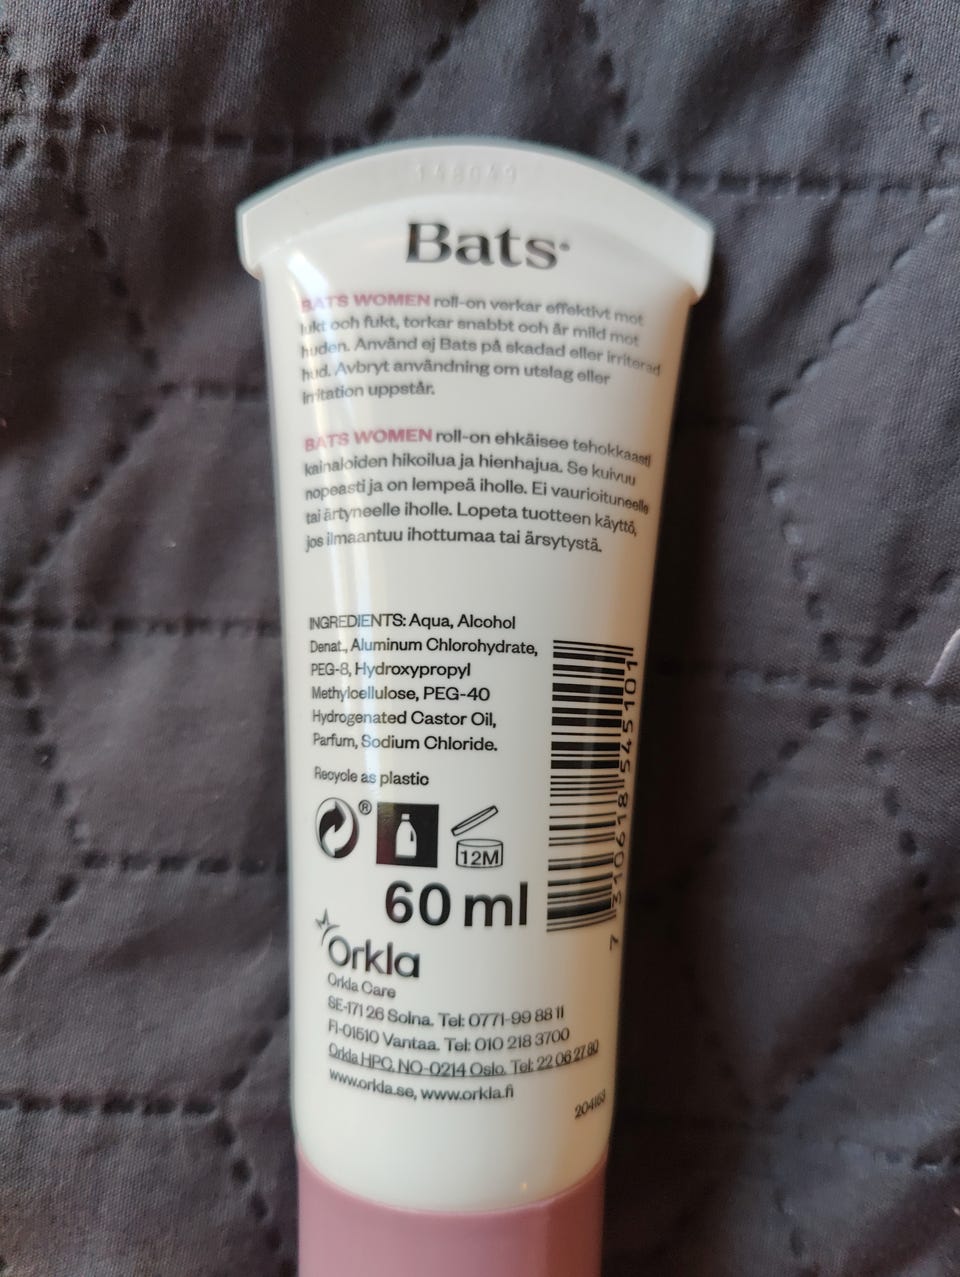 148049
Bats
BATS WOMEN roll-on verkar effektivt mot
lukt och fukt, torkar snabbt och är mild mot
huden. Använd ej Bats på skadad eller irriterad
hud. Avbryt användning om utslag eller
irritation uppstår.
BATS WOMEN roll-on ehkäisee tehokkaasti
kainaloiden hikoilua ja hienhajua. Se kuivuu
nopeasti ja on lempeä iholle. Ei vaurioituneelle
tai ärtyneelle iholle. Lopeta tuotteen käyttö,
jos ilmaantuu ihottumaa tai ärsytystä.
INGREDIENTS: Aqua, Alcohol
Denat., Aluminum Chlorohydrate,
PEG-8, Hydroxypropyl
Methylcellulose, PEG-40
Hydrogenated Castor Oil,
Parfum, Sodium Chloride.
Recycle as plastic
®
12M
60 ml
7 310618 545101
Orkla
Orkla Care
SE-171 26 Solna. Tel: 0771-99 88 11
FI-01510 Vantaa. Tel: 010 218 3700
Orkla HPC, NO-0214 Oslo. Tel: 22 06 27 80
www.orkla.se, www.orkla.fi